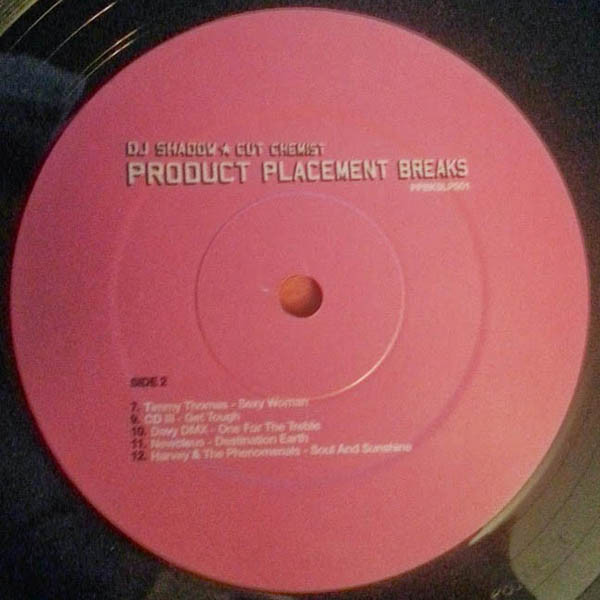 DJ SHADOW ★ CUT CHEMIST
PRODUCT PLACEMENT BREAKS
PPBKSLP001
SIDE 2
7. Timmy Thomas - Sexy Woman
9. CD III - Get Tough
10. Davy DMX - One For The Treble
11. Newcleus - Destination Earth
12. Harvey & The Phenomenals - Soul And Sunshine